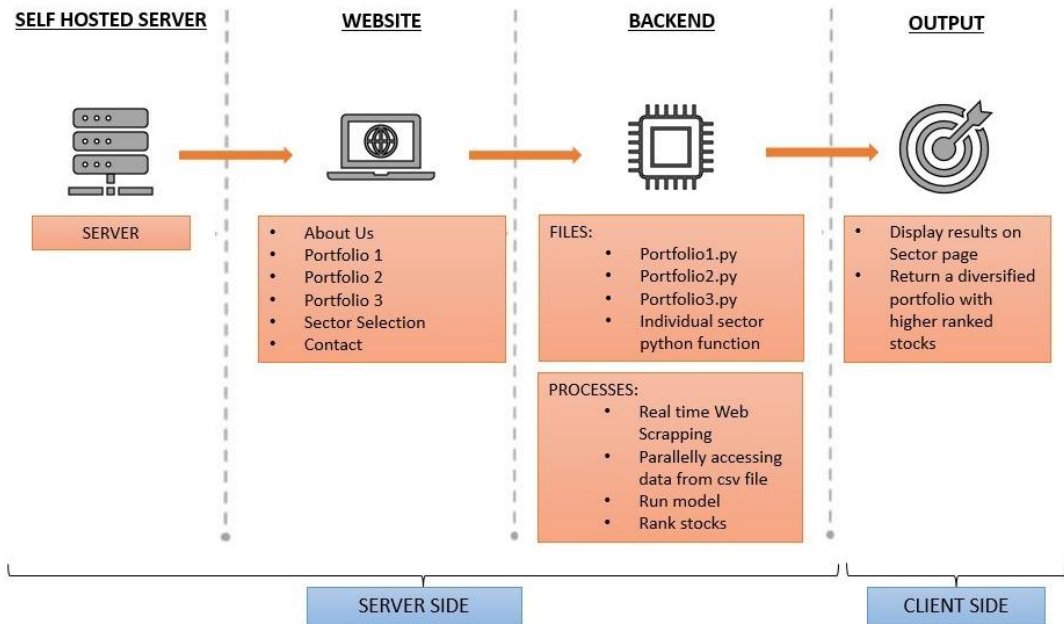 SELF HOSTED SERVER
WEBSITE
BACKEND
OUTPUT
SERVER
• About Us
• Portfolio 1
• Portfolio 2
• Portfolio 3
• Sector Selection
• Contact
FILES:
• Portfolio1.py
• Portfolio2.py
• Portfolio3.py
• Individual sector
python function
PROCESSES:
• Real time Web
Scrapping
• Parallelly accessing
data from csv file
• Run model
• Rank stocks
• Display results on
Sector page
• Return a diversified
portfolio with
higher ranked
stocks
SERVER SIDE
CLIENT SIDE